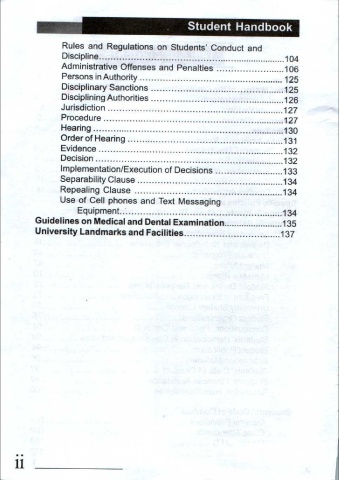 Student Handbook
Rules and Regulations on Students' Conduct and
Discipline.....................................................................104
Administrative Offenses and Penalties .......................106
Persons in Authority ................................................... 125
Disciplinary Sanctions .................................................125
Disciplining Authorities .................................................126
Jurisdiction ..................................................................127
Procedure ...................................................................127
Hearing .......................................................................130
Order of Hearing .........................................................131
Evidence .....................................................................132
Decision ......................................................................132
Implementation/Execution of Decisions .......................133
Separability Clause .....................................................134
Repealing Clause ......................................................134
Use of Cell phones and Text Messaging
Equipment.............................................................134
Guidelines on Medical and Dental Examination.......................135
University Landmarks and Facilities....................................137
ii